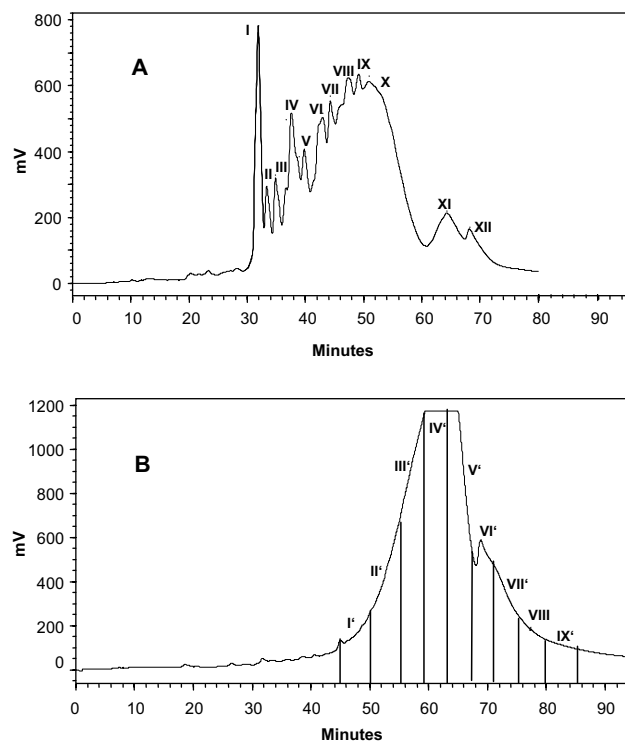 800
600
400
200
0
mV
A
I
II
III
IV
V
VI
VII
VIII
IX
X
XI
XII
0 10 20 30 40 50 60 70 80 90
Minutes
1200
1000
800
600
400
200
0
mV
B
I‘
II‘
III‘
IV‘
V‘
VI‘
VII‘
VIII
IX‘
0 10 20 30 40 50 60 70 80 90
Minutes